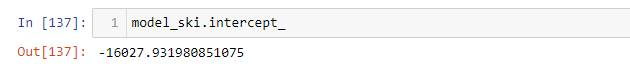 In [137]: 1 model_ski.intercept_
Out[137]: -16027.931980851075